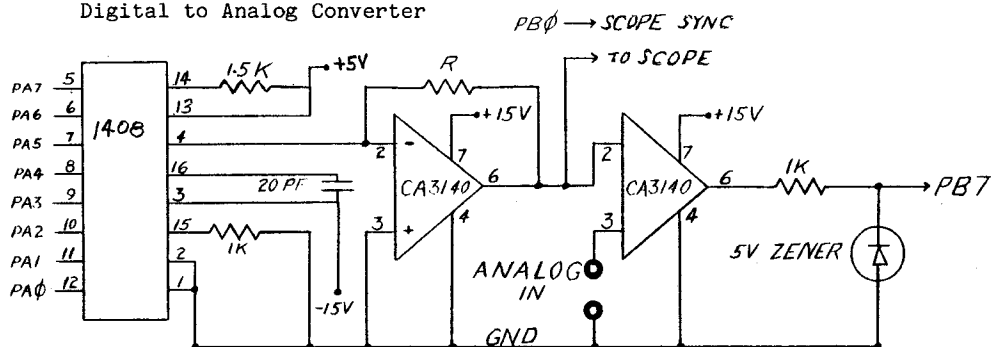 Digital to Analog Converter
PBØ → SCOPE SYNC
→ TO SCOPE
PA7 5
PA6 6
PA5 7
PA4 8
PA3 9
PA2 10
PA1 11
PAØ 12
1408
14 1.5K +5V
13
4
16
20 PF
3
15
1K
2
1
-15V
R
2 -
3 +
CA3140
7 +15V
6
4
2
3
CA3140
7 +15V
6
4
1K
PB7
5V ZENER
ANALOG
IN
GND